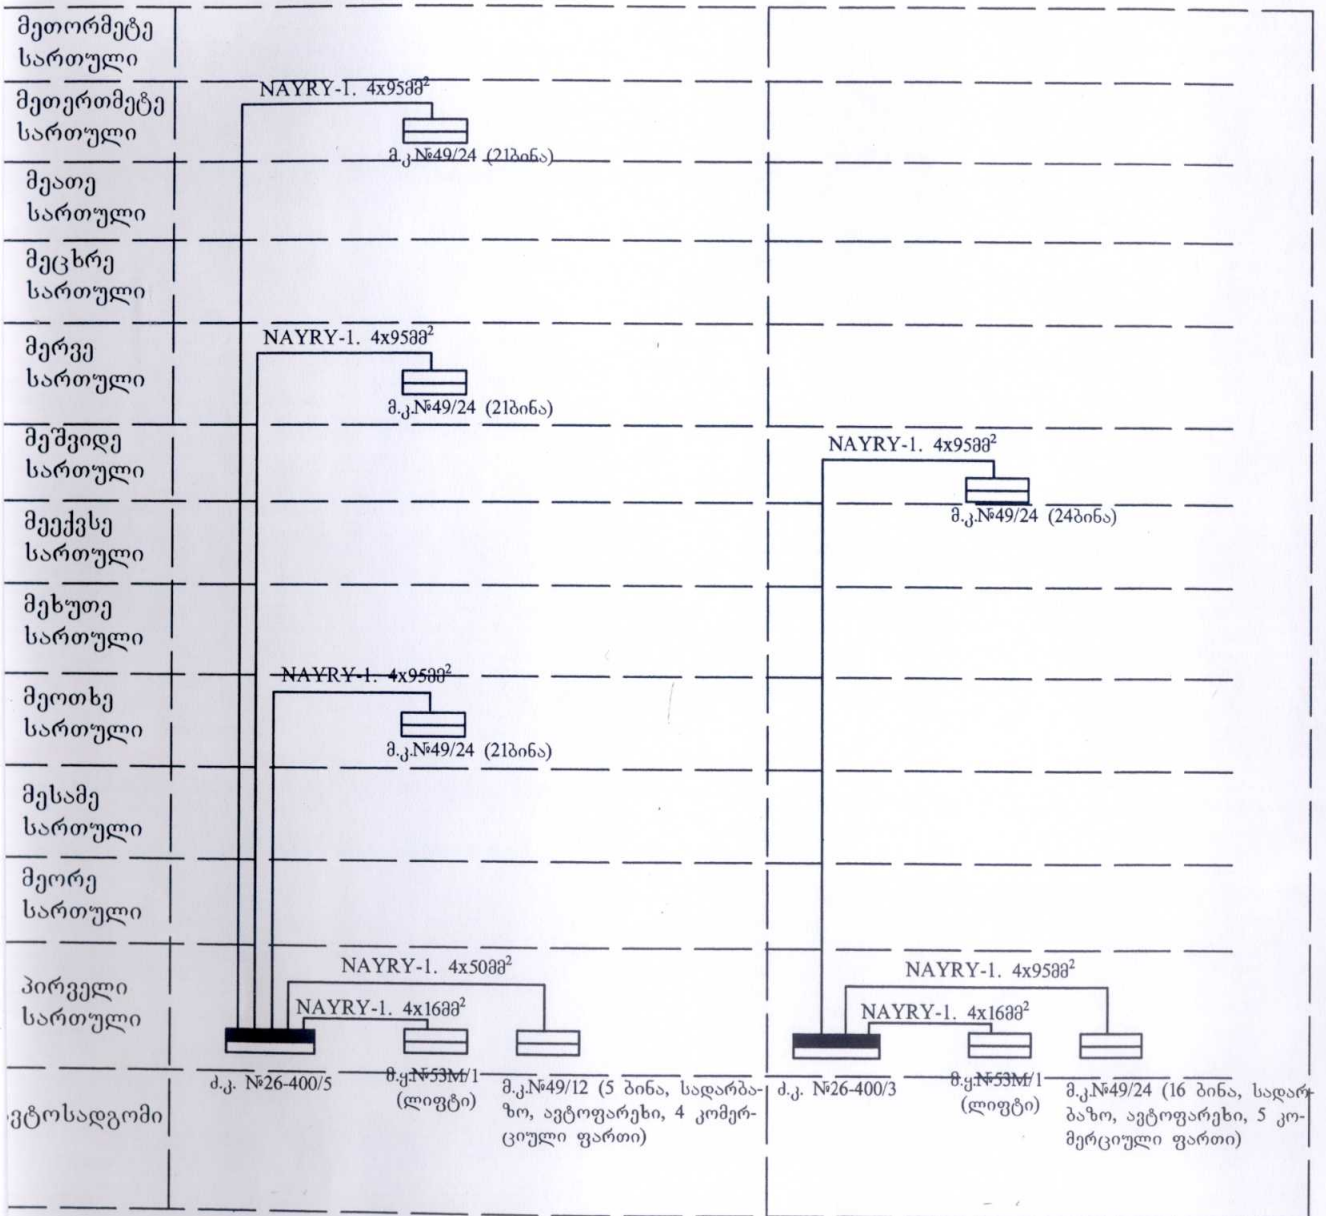 მეთორმეტე
სართული
NAYRY-1. 4x95მმ²
მეთერთმეტე
სართული
მ.კ.№49/24 (21ბინა)
მეათე
სართული
მეცხრე
სართული
NAYRY-1. 4x95მმ²
მერვე
სართული
მ.კ.№49/24 (21ბინა)
მეშვიდე
სართული
NAYRY-1. 4x95მმ²
მ.კ.№49/24 (24ბინა)
მეექვსე
სართული
მეხუთე
სართული
NAYRY-1. 4x95მმ²
მეოთხე
სართული
მ.კ.№49/24 (21ბინა)
მესამე
სართული
მეორე
სართული
პირველი
სართული
NAYRY-1. 4x50მმ²
NAYRY-1. 4x16მმ²
NAYRY-1. 4x95მმ²
NAYRY-1. 4x16მმ²
ძ.კ. №26-400/5
მ.ყ.№53M/1
(ლიფტი)
მ.კ.№49/12 (5 ბინა, სადარბა-
ზო, ავტოფარეხი, 4 კომერ-
ციული ფართი)
ძ.კ. №26-400/3
მ.ყ.№53M/1
(ლიფტი)
მ.კ.№49/24 (16 ბინა, სადარ-
ბაზო, ავტოფარეხი, 5 კო-
მერციული ფართი)
ვტოსადგომი